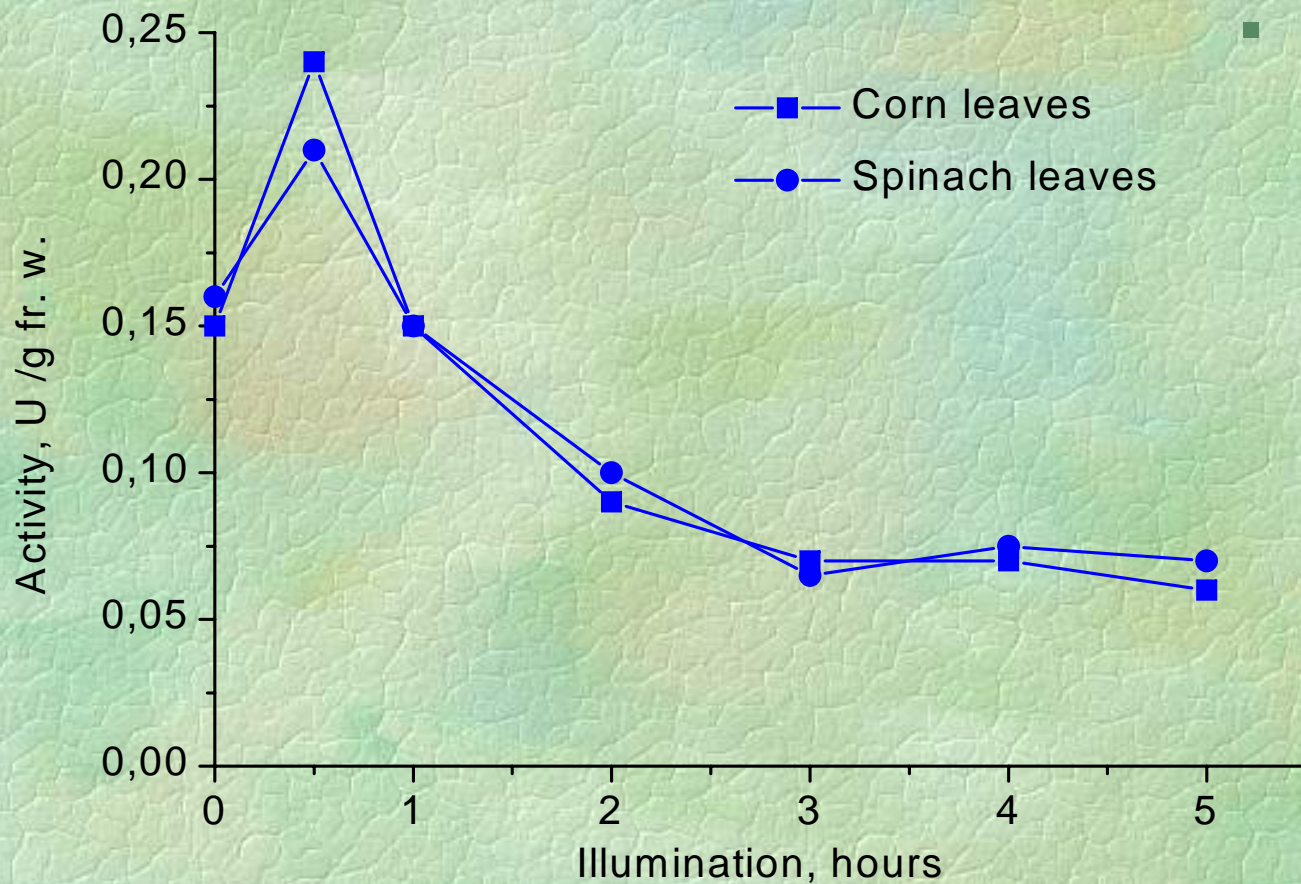 0,25
0,20
0,15
0,10
0,05
0,00
Activity, U /g fr. w.
Corn leaves
Spinach leaves
0 1 2 3 4 5
Illumination, hours